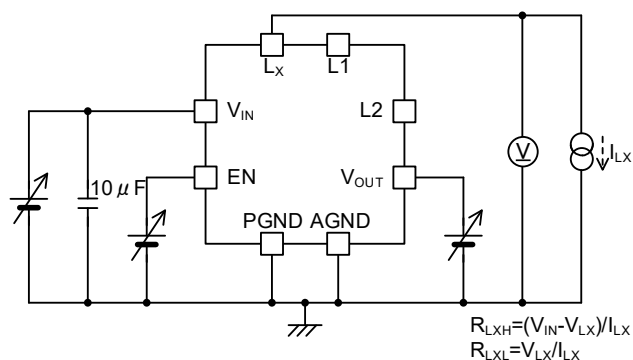 LX L1
VIN L2
EN VOUT
10μF
PGND AGND
V
ILX
RLXH=(VIN-VLX)/ILX
RLXL=VLX/ILX